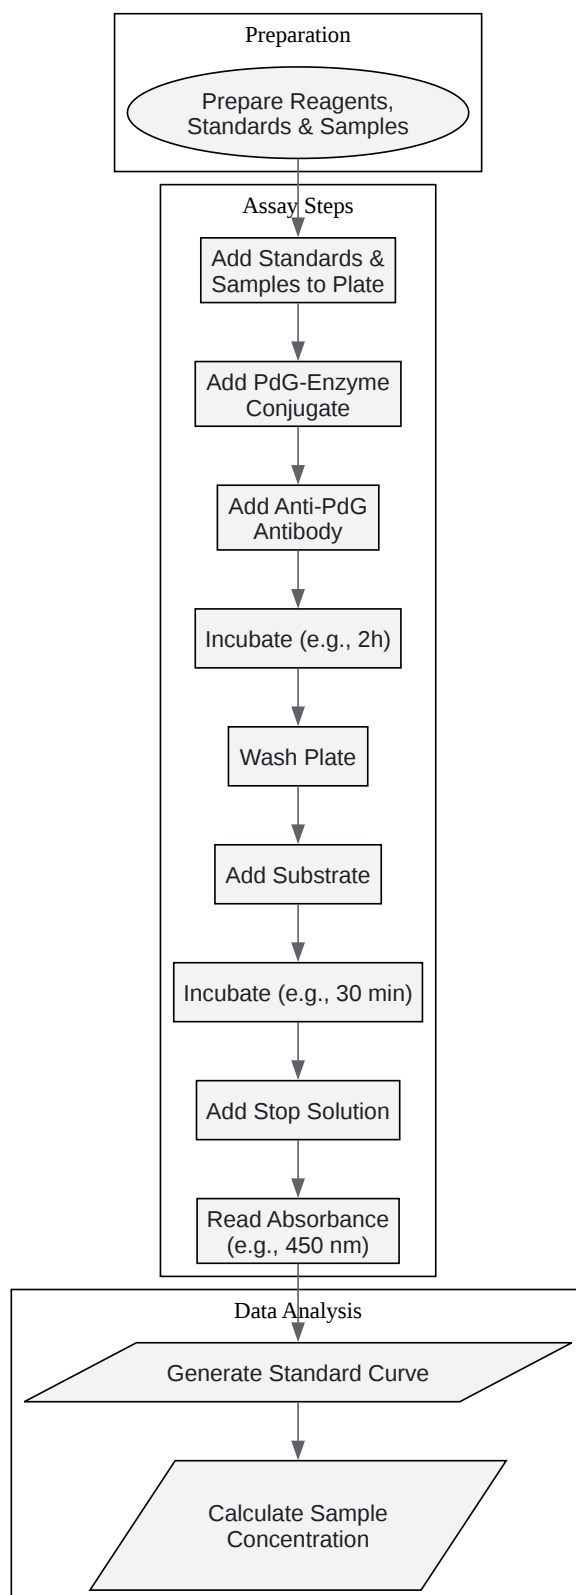 Preparation
Prepare Reagents,
Standards & Samples
Assay Steps
Add Standards &
Samples to Plate
Add PdG-Enzyme
Conjugate
Add Anti-PdG
Antibody
Incubate (e.g., 2h)
Wash Plate
Add Substrate
Incubate (e.g., 30 min)
Add Stop Solution
Read Absorbance
(e.g., 450 nm)
Data Analysis
Generate Standard Curve
Calculate Sample
Concentration